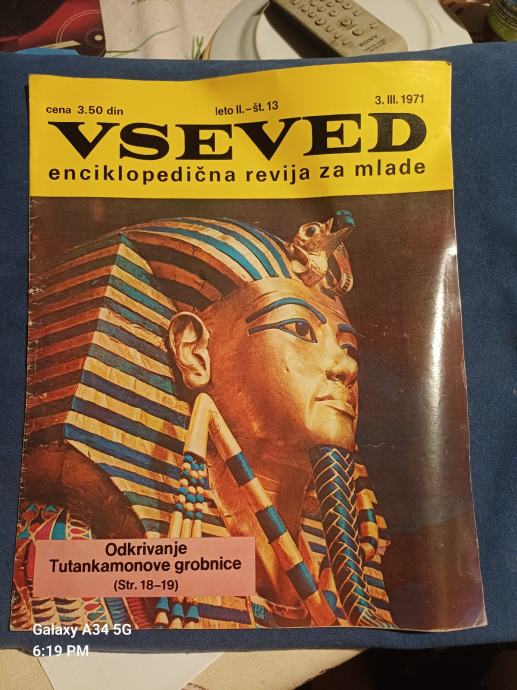 SONY
cena 3.50 din
leto II.–št. 13
3. III. 1971
VSEVED
enciklopedična revija za mlade
Odkrivanje
Tutankamonove grobnice
(Str. 18–19)
Galaxy A34 5G
6:19 PM